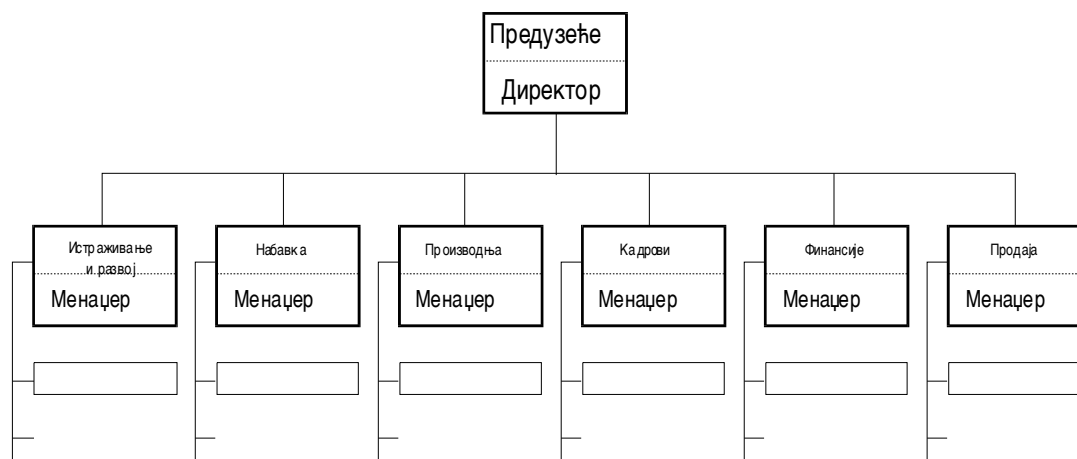 Предузеће
Директор
Истраживање
и развој
Менаџер
Набавка
Менаџер
Производња
Менаџер
Кадрови
Менаџер
Финансије
Менаџер
Продаја
Менаџер